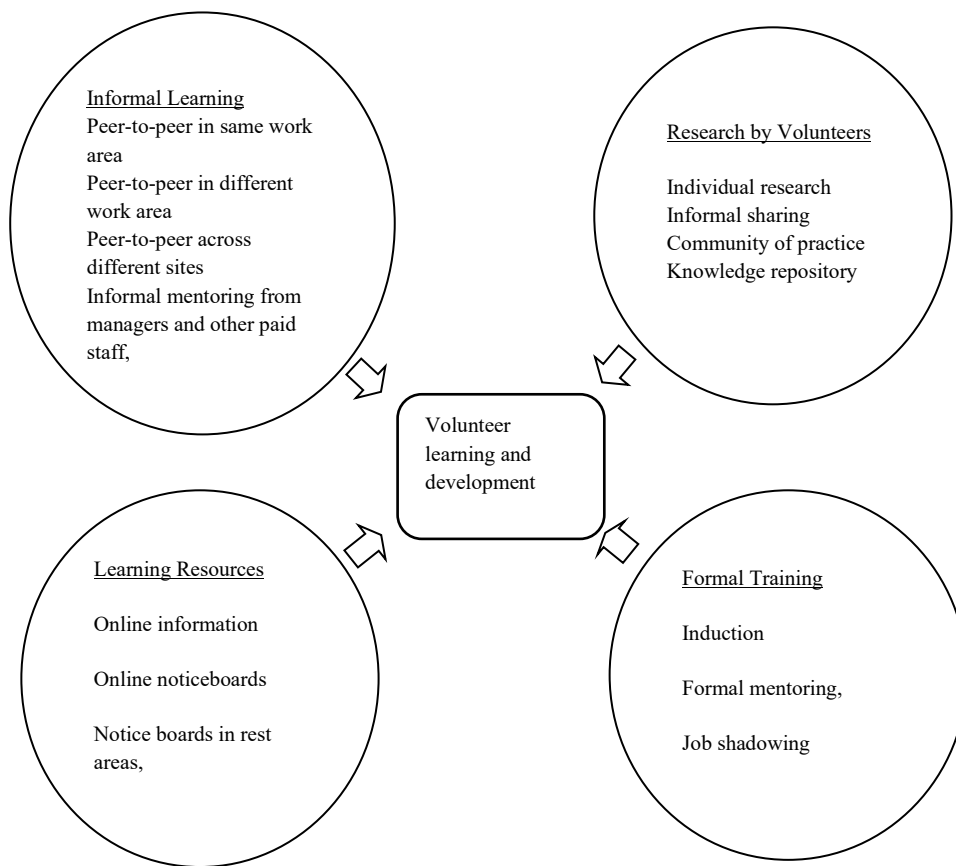 Informal Learning
Peer-to-peer in same work
area
Peer-to-peer in different
work area
Peer-to-peer across
different sites
Informal mentoring from
managers and other paid
staff,
Research by Volunteers
Individual research
Informal sharing
Community of practice
Knowledge repository
Volunteer
learning and
development
Learning Resources
Online information
Online noticeboards
Notice boards in rest
areas,
Formal Training
Induction
Formal mentoring,
Job shadowing